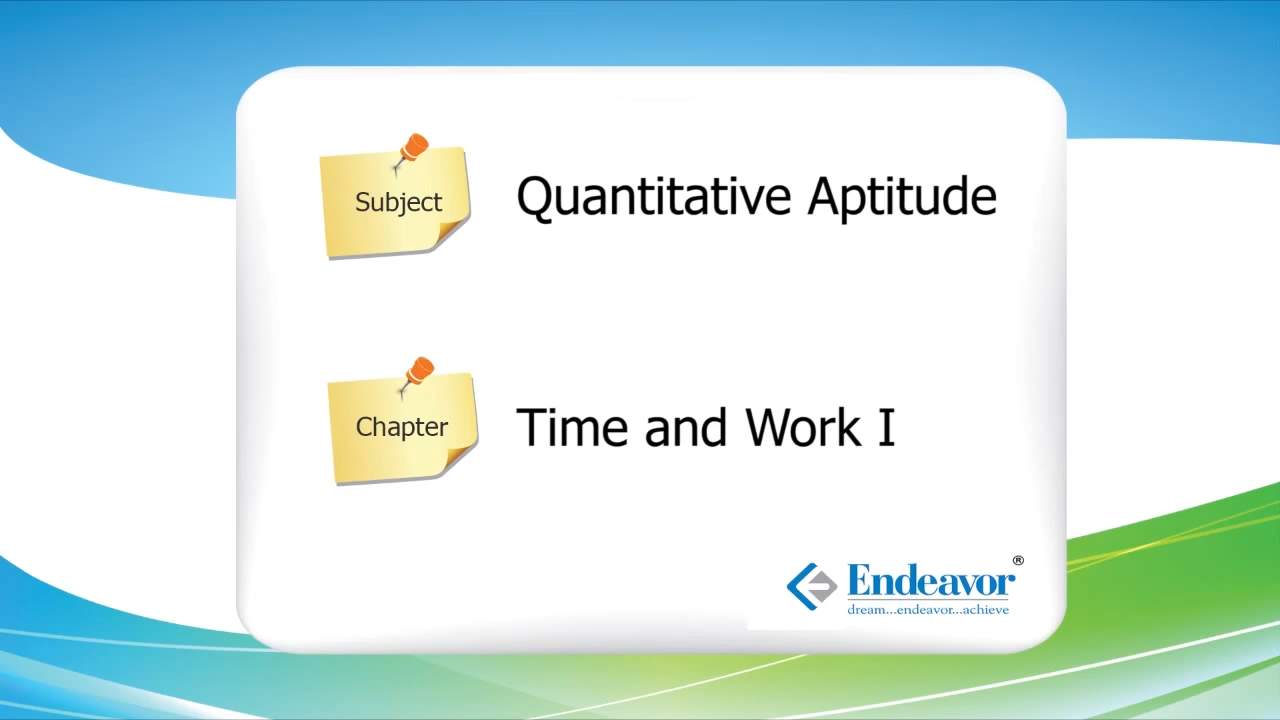 Subject
Quantitative Aptitude
Chapter
Time and Work I
Endeavor®
dream...endeavor...achieve